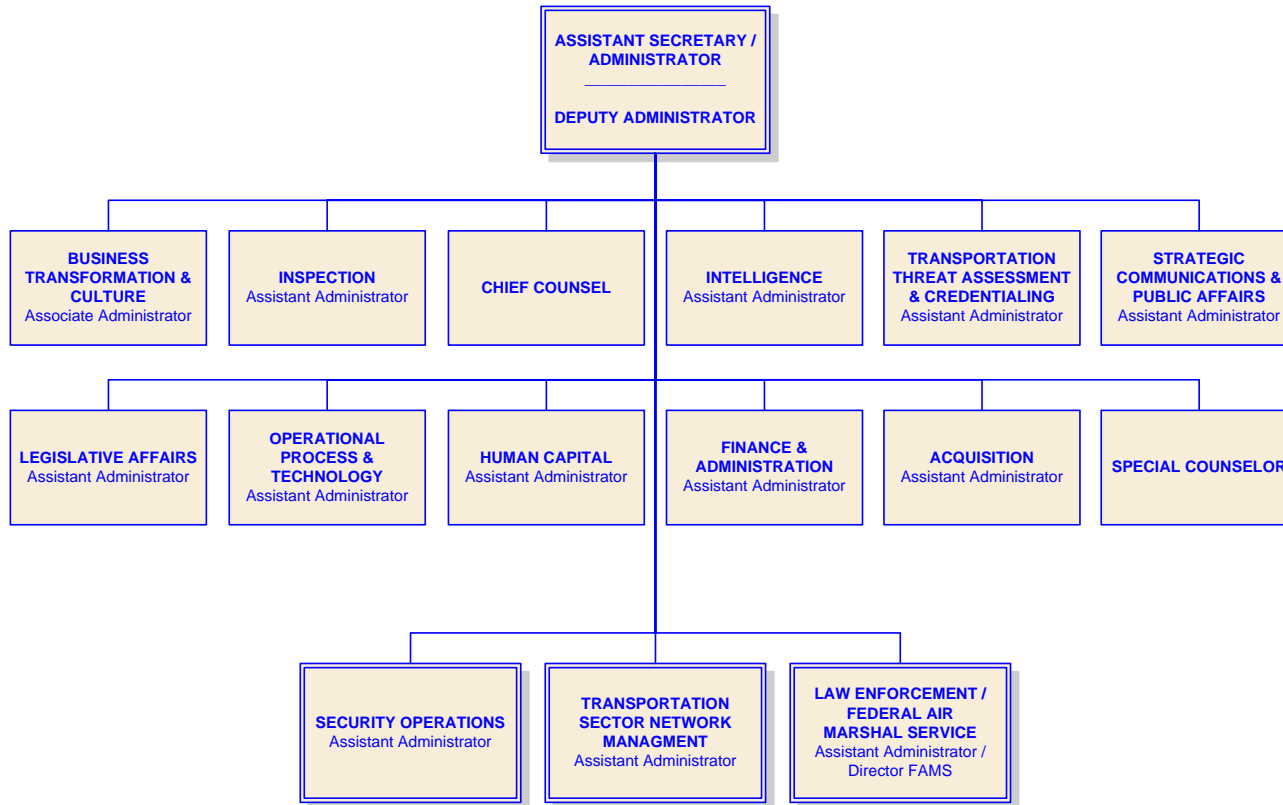 ASSISTANT SECRETARY /
ADMINISTRATOR
DEPUTY ADMINISTRATOR
BUSINESS
TRANSFORMATION &
CULTURE
Associate Administrator
INSPECTION
Assistant Administrator
CHIEF COUNSEL
INTELLIGENCE
Assistant Administrator
TRANSPORTATION
THREAT ASSESSMENT
& CREDENTIALING
Assistant Administrator
STRATEGIC
COMMUNICATIONS &
PUBLIC AFFAIRS
Assistant Administrator
LEGISLATIVE AFFAIRS
Assistant Administrator
OPERATIONAL
PROCESS &
TECHNOLOGY
Assistant Administrator
HUMAN CAPITAL
Assistant Administrator
FINANCE &
ADMINISTRATION
Assistant Administrator
ACQUISITION
Assistant Administrator
SPECIAL COUNSELOR
SECURITY OPERATIONS
Assistant Administrator
TRANSPORTATION
SECTOR NETWORK
MANAGMENT
Assistant Administrator
LAW ENFORCEMENT /
FEDERAL AIR
MARSHAL SERVICE
Assistant Administrator /
Director FAMS